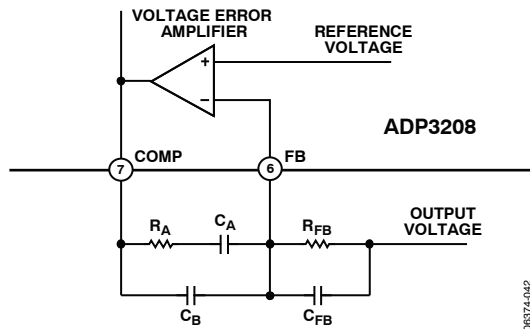 VOLTAGE ERROR
AMPLIFIER
REFERENCE
VOLTAGE
+
–
ADP3208
7 COMP
6 FB
RA
CA
RFB
OUTPUT
VOLTAGE
CB
CFB
06374-042